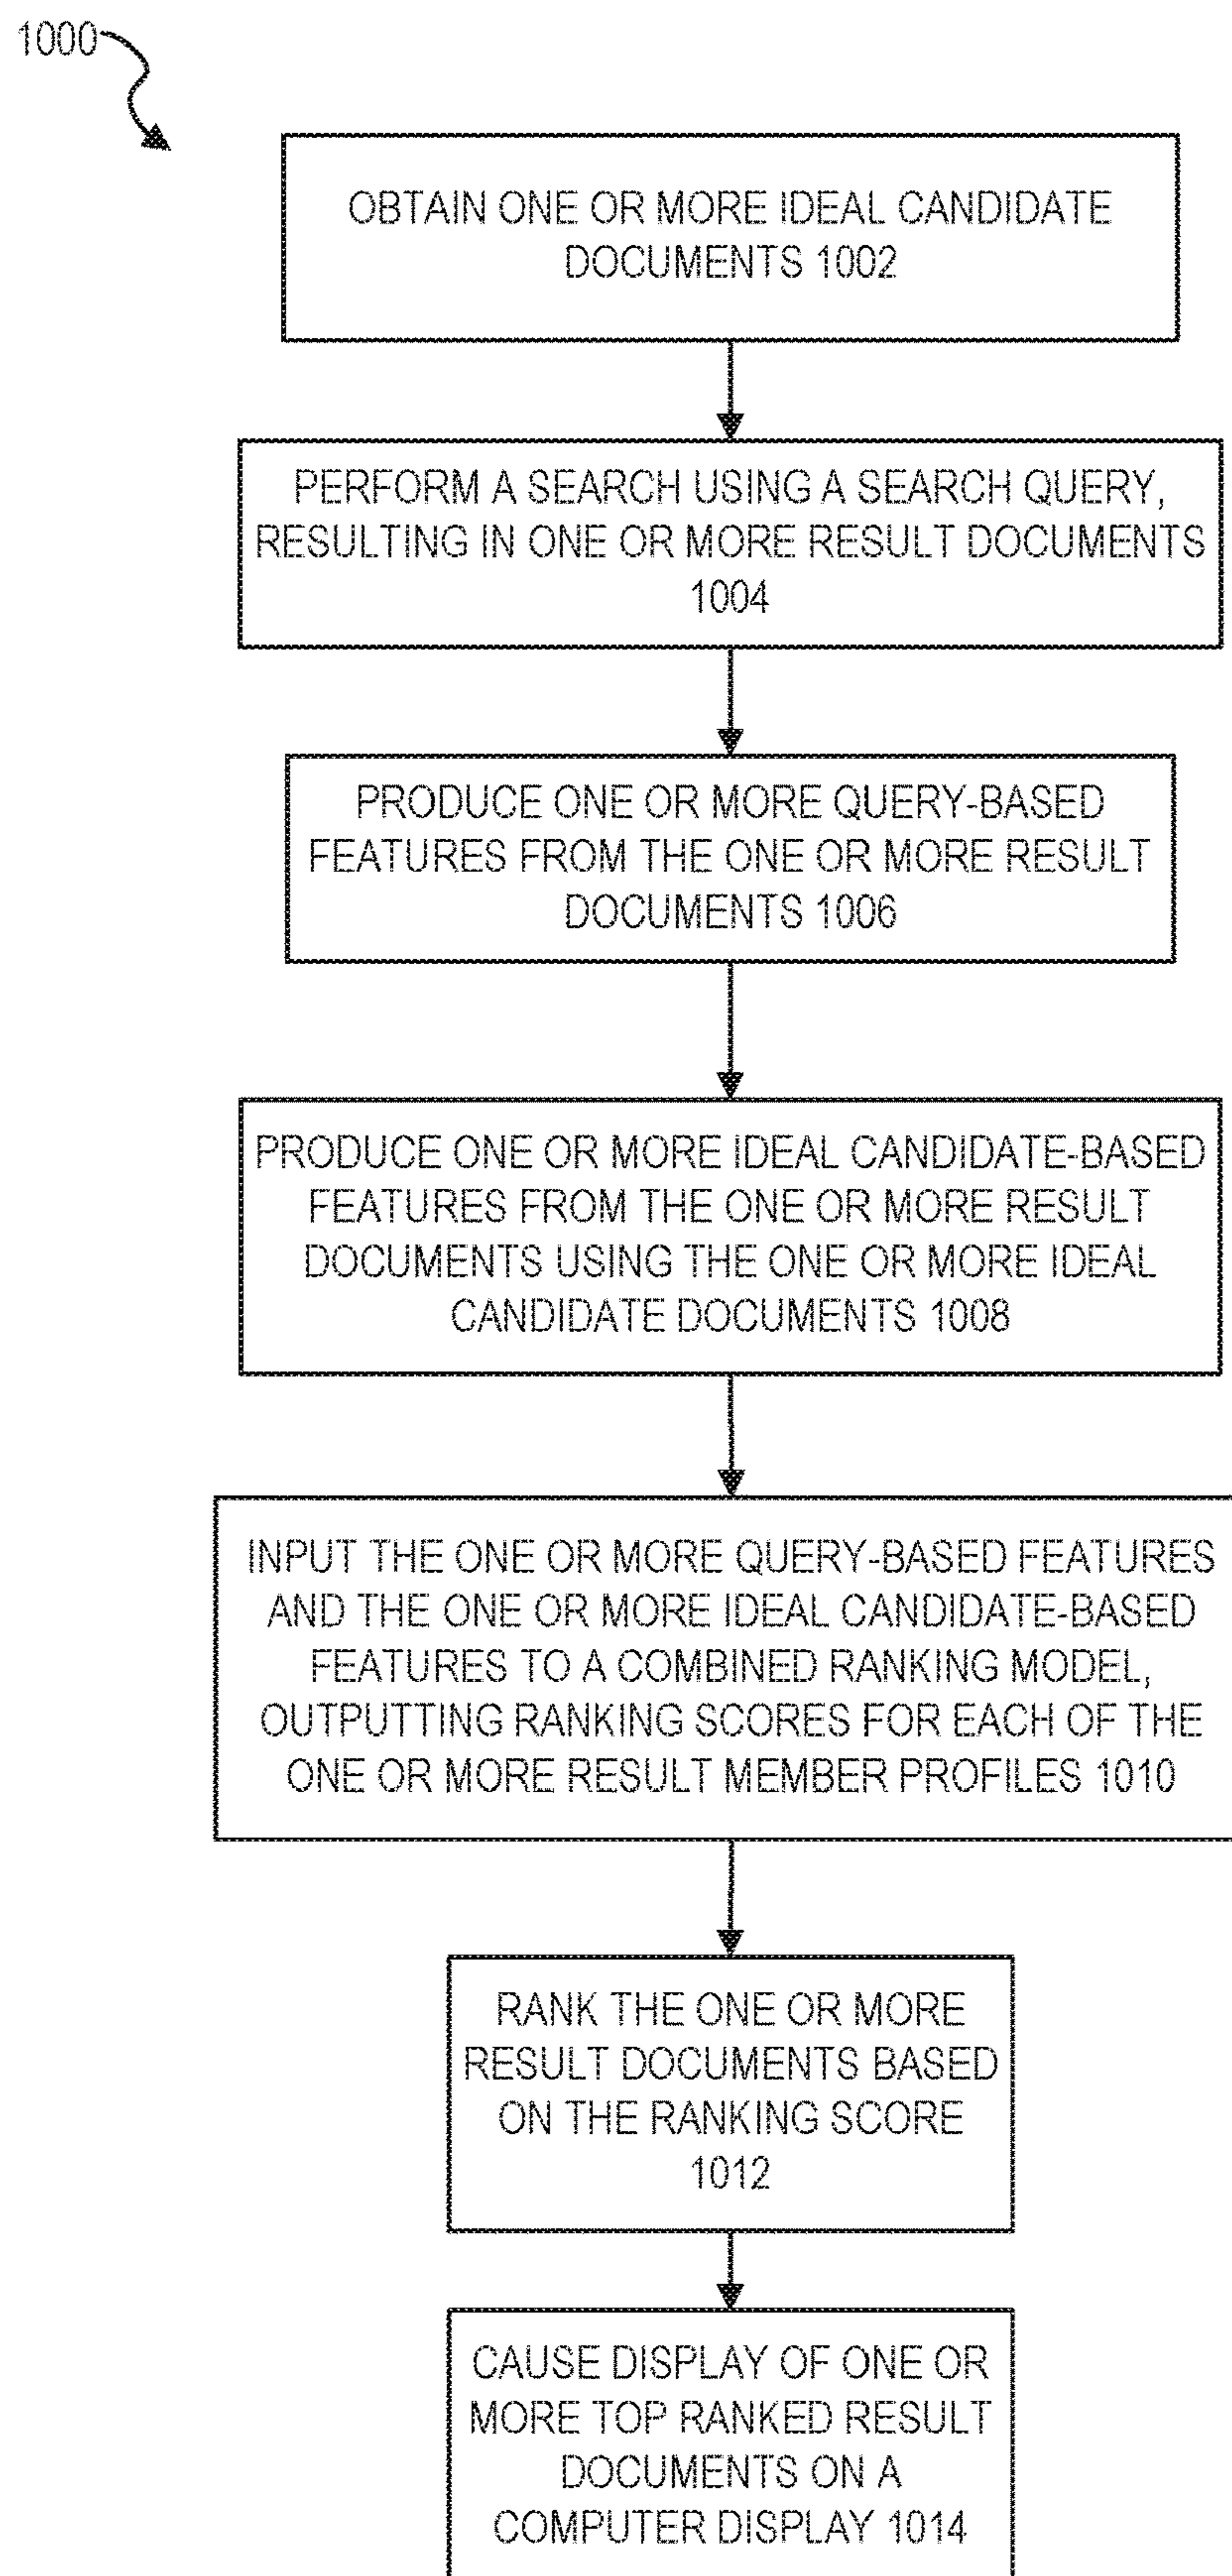 1000
OBTAIN ONE OR MORE IDEAL CANDIDATE
DOCUMENTS 1002
PERFORM A SEARCH USING A SEARCH QUERY,
RESULTING IN ONE OR MORE RESULT DOCUMENTS
1004
PRODUCE ONE OR MORE QUERY-BASED
FEATURES FROM THE ONE OR MORE RESULT
DOCUMENTS 1006
PRODUCE ONE OR MORE IDEAL CANDIDATE-BASED
FEATURES FROM THE ONE OR MORE RESULT
DOCUMENTS USING THE ONE OR MORE IDEAL
CANDIDATE DOCUMENTS 1008
INPUT THE ONE OR MORE QUERY-BASED FEATURES
AND THE ONE OR MORE IDEAL CANDIDATE-BASED
FEATURES TO A COMBINED RANKING MODEL,
OUTPUTTING RANKING SCORES FOR EACH OF THE
ONE OR MORE RESULT MEMBER PROFILES 1010
RANK THE ONE OR MORE
RESULT DOCUMENTS BASED
ON THE RANKING SCORE
1012
CAUSE DISPLAY OF ONE OR
MORE TOP RANKED RESULT
DOCUMENTS ON A
COMPUTER DISPLAY 1014